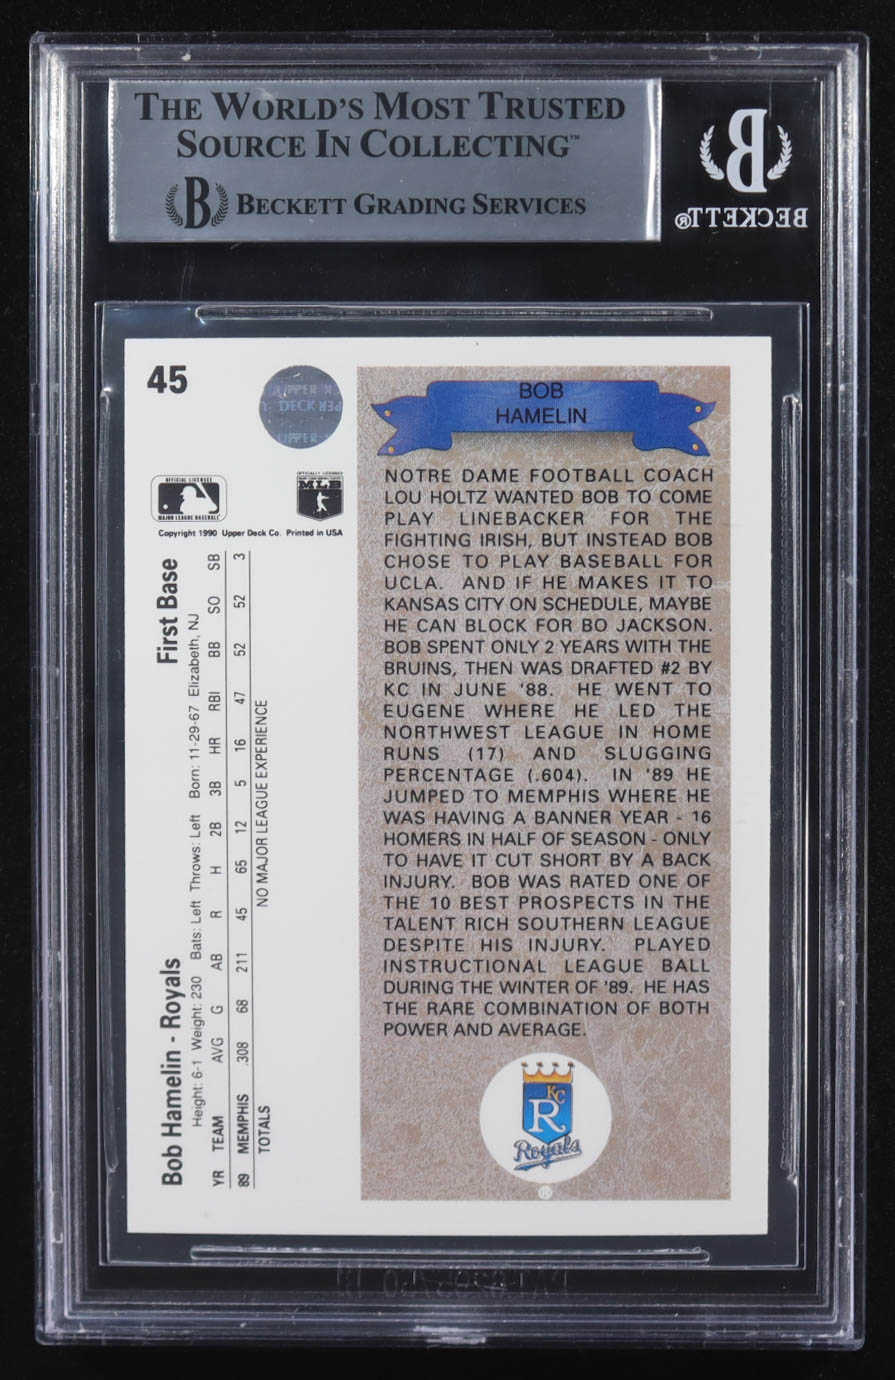 THE WORLD'S MOST TRUSTED
SOURCE IN COLLECTING™
B BECKETT GRADING SERVICES
B
BECKETT®
45
UPPER
DECK
UPPER
OFFICIAL LICENSEE
MAJOR LEAGUE BASEBALL
OFFICIALLY LICENSED
MLB
Copyright 1990 Upper Deck Co. Printed in USA
Bob Hamelin - Royals First Base
Height: 6-1 Weight: 230 Bats: Left Throws: Left Born: 11-29-67 Elizabeth, NJ
YR TEAM AVG G AB R H 2B 3B HR RBI BB SO SB
89 MEMPHIS .308 68 211 45 65 12 5 16 47 52 52 3
TOTALS NO MAJOR LEAGUE EXPERIENCE
BOB
HAMELIN
NOTRE DAME FOOTBALL COACH
LOU HOLTZ WANTED BOB TO COME
PLAY LINEBACKER FOR THE
FIGHTING IRISH, BUT INSTEAD BOB
CHOSE TO PLAY BASEBALL FOR
UCLA. AND IF HE MAKES IT TO
KANSAS CITY ON SCHEDULE, MAYBE
HE CAN BLOCK FOR BO JACKSON.
BOB SPENT ONLY 2 YEARS WITH THE
BRUINS, THEN WAS DRAFTED #2 BY
KC IN JUNE '88. HE WENT TO
EUGENE WHERE HE LED THE
NORTHWEST LEAGUE IN HOME
RUNS (17) AND SLUGGING
PERCENTAGE (.604). IN '89 HE
JUMPED TO MEMPHIS WHERE HE
WAS HAVING A BANNER YEAR - 16
HOMERS IN HALF OF SEASON - ONLY
TO HAVE IT CUT SHORT BY A BACK
INJURY. BOB WAS RATED ONE OF
THE 10 BEST PROSPECTS IN THE
TALENT RICH SOUTHERN LEAGUE
DESPITE HIS INJURY. PLAYED
INSTRUCTIONAL LEAGUE BALL
DURING THE WINTER OF '89. HE HAS
THE RARE COMBINATION OF BOTH
POWER AND AVERAGE.
KC
R
Royals
®